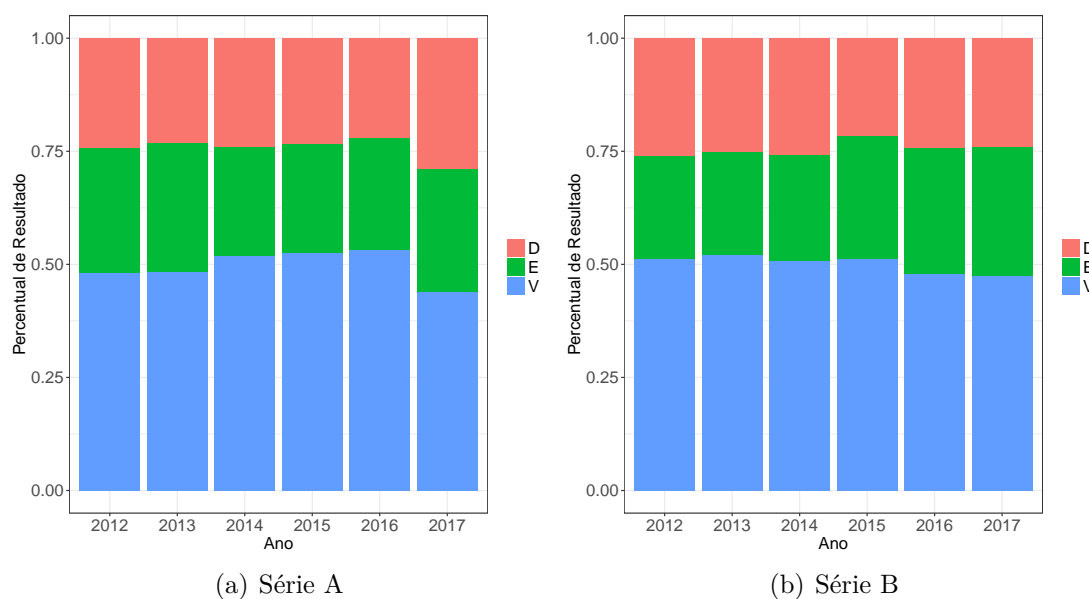 Percentual de Resultado
1.00
0.75
0.50
0.25
0.00
2012 2013 2014 2015 2016 2017
Ano
D
E
V
(a) Série A
Percentual de Resultado
1.00
0.75
0.50
0.25
0.00
2012 2013 2014 2015 2016 2017
Ano
D
E
V
(b) Série B